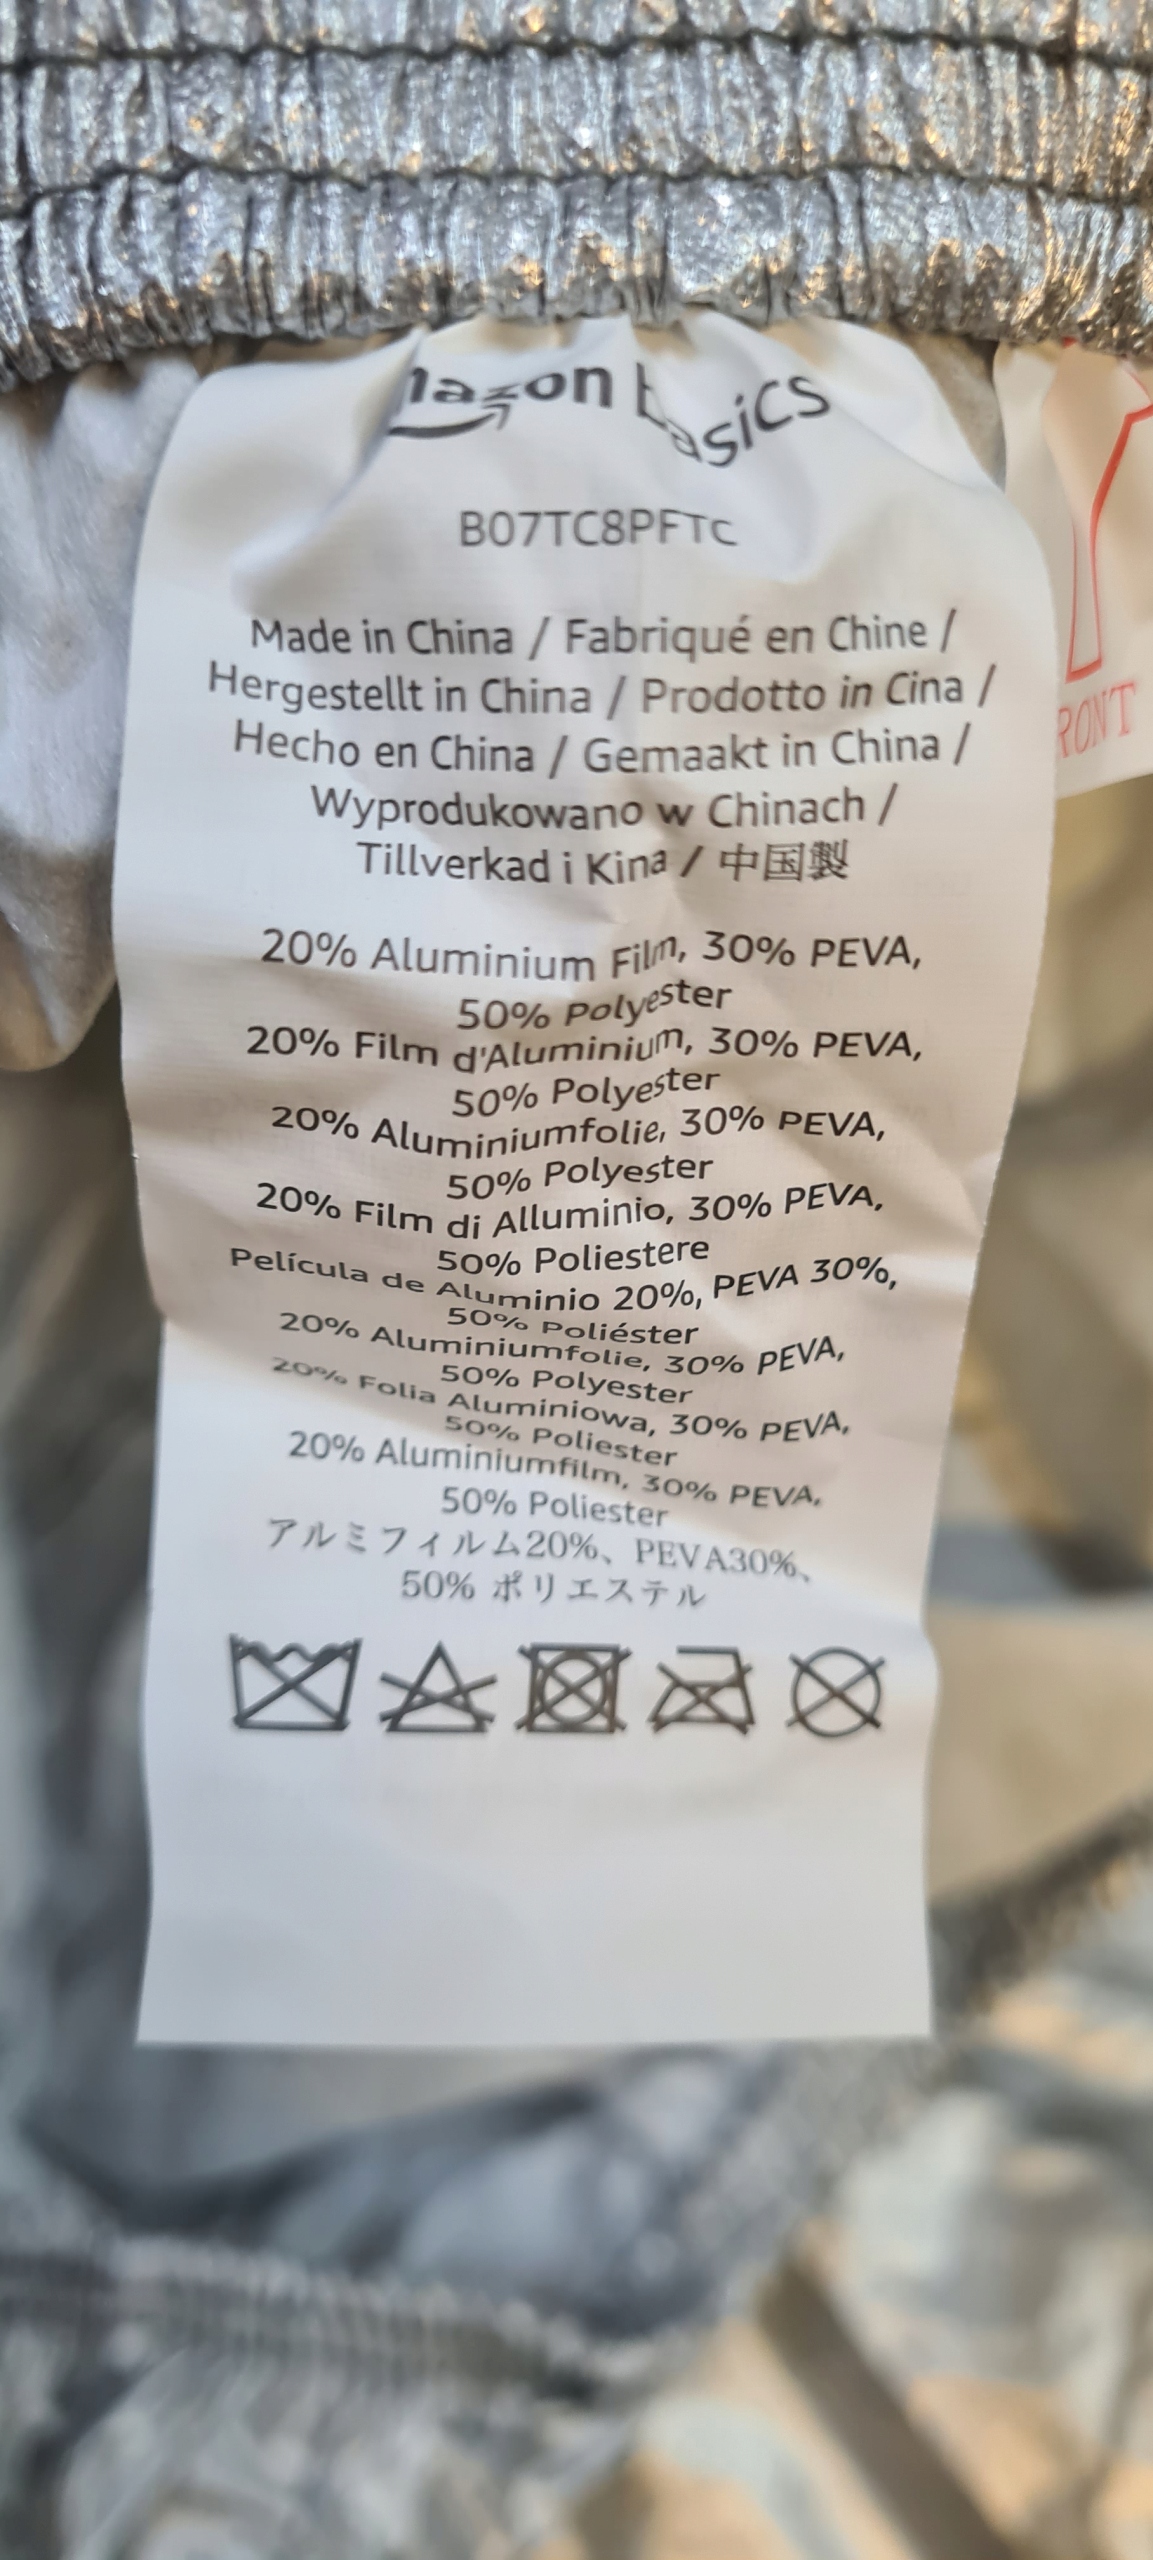 amazon basics
B07TC8PFTC
Made in China / Fabriqué en Chine /
Hergestellt in China / Prodotto in Cina /
Hecho en China / Gemaakt in China /
Wyprodukowano w Chinach /
Tillverkad i Kina / 中国製
20% Aluminium Film, 30% PEVA,
50% Polyester
20% Film d'Aluminium, 30% PEVA,
50% Polyester
20% Aluminiumfolie, 30% PEVA,
50% Polyester
20% Film di Alluminio, 30% PEVA,
50% Poliestere
Película de Aluminio 20%, PEVA 30%,
50% Poliéster
20% Aluminiumfolie, 30% PEVA,
50% Polyester
20% Folia Aluminiowa, 30% PEVA,
50% Poliester
20% Aluminiumfilm, 30% PEVA,
50% Poliester
アルミフィルム20%、PEVA30%、
50% ポリエステル
RONT